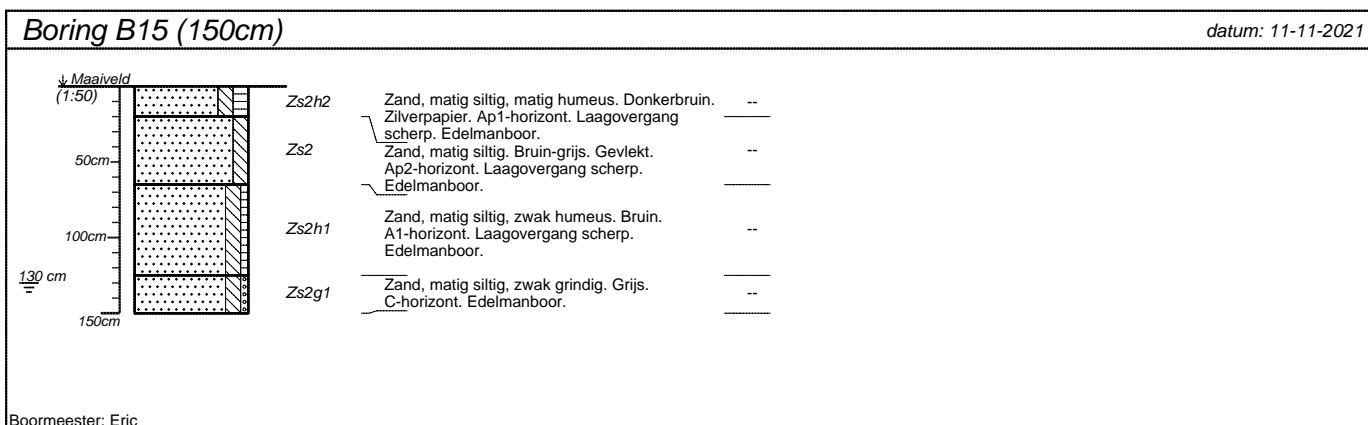 Boring B15 (150cm)
datum: 11-11-2021
Maaiveld
(1:50)
Zs2h2
Zand, matig siltig, matig humeus. Donkerbruin.
Zilverpapier. Ap1-horizont. Laagovergang
scherp. Edelmanboor.
--
50cm
Zs2
Zand, matig siltig. Bruin-grijs. Gevlekt.
Ap2-horizont. Laagovergang scherp.
Edelmanboor.
--
100cm
Zs2h1
Zand, matig siltig, zwak humeus. Bruin.
A1-horizont. Laagovergang scherp.
Edelmanboor.
--
130 cm
Zs2g1
Zand, matig siltig, zwak grindig. Grijs.
C-horizont. Edelmanboor.
--
150cm
Boormeester: Eric